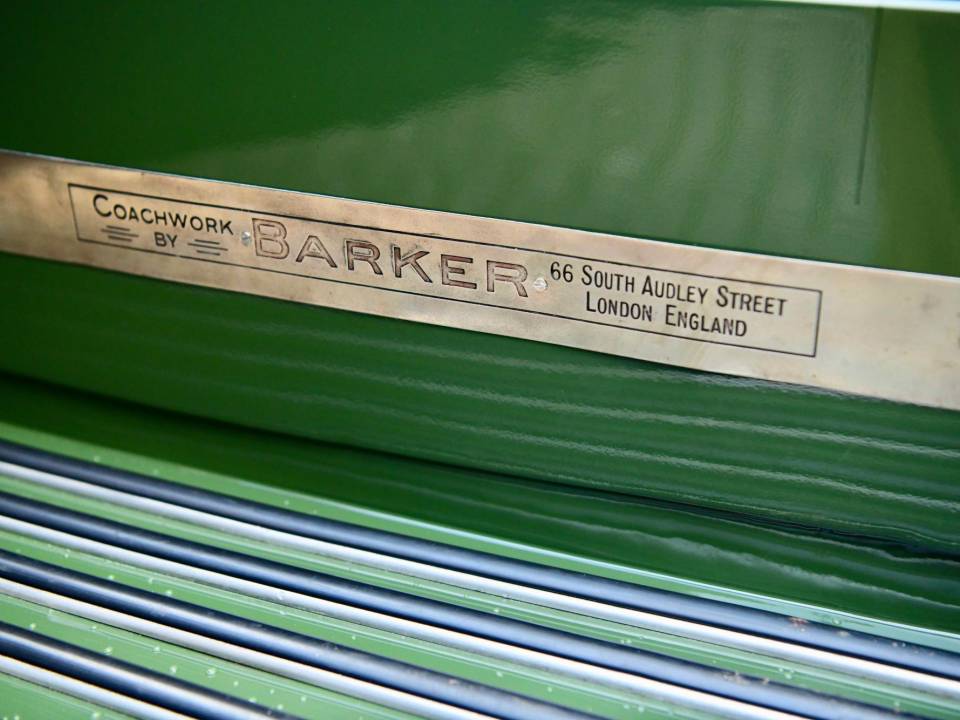 Coachwork
by
Barker
66 South Audley Street
London England